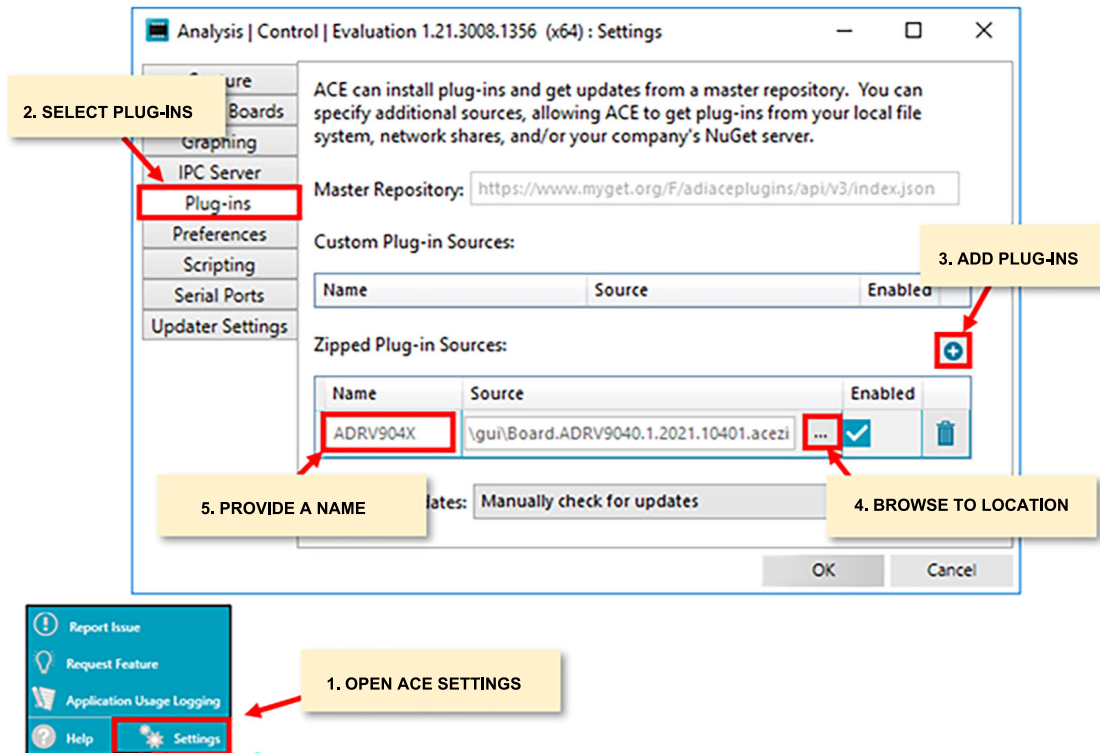 Analysis | Control | Evaluation 1.21.3008.1356 (x64) : Settings
2. SELECT PLUG-INS
Boards
Graphing
IPC Server
Plug-ins
Preferences
Scripting
Serial Ports
Updater Settings
ACE can install plug-ins and get updates from a master repository. You can
specify additional sources, allowing ACE to get plug-ins from your local file
system, network shares, and/or your company's NuGet server.
Master Repository: https://www.myget.org/F/adiaceplugins/api/v3/index.json
Custom Plug-in Sources:
3. ADD PLUG-INS
Name Source Enabled
Zipped Plug-in Sources:
Name Source Enabled
ADRV904X \gui\Board.ADRV9040.1.2021.10401.acezi ...
5. PROVIDE A NAME
Manually check for updates
4. BROWSE TO LOCATION
OK Cancel
Report Issue
Request Feature
Application Usage Logging
Help Settings
1. OPEN ACE SETTINGS